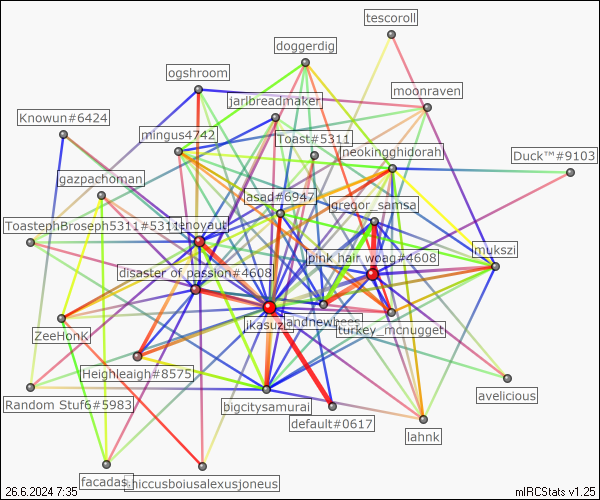 tescoroll
doggerdig
ogshroom
moonraven
jarlbreadmaker
Knowun#6424
mingus4742
Toast#5311
neokingghidorah
Duck™#9103
gazpachoman
asad#6947
gregor_samsa
ToastephBroseph5311#5311
enoyaut
mukszi
pink hair woag#4608
disaster of passion#4608
jkasuzi
andnewbees
turkey_mcnugget
ZeeHonK
Heighleaigh#8575
avelicious
Random Stuf6#5983
bigcitysamurai
default#0617
lahnk
facadas
hiccusboiusalexusjoneus
26.6.2024 7:35
mIRCStats v1.25